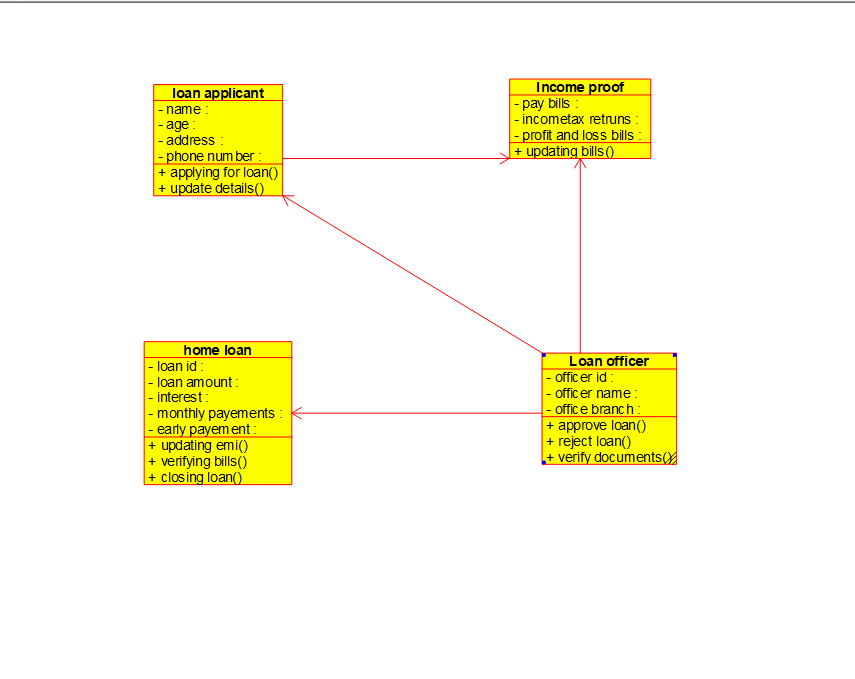 loan applicant
- name :
- age :
- address :
- phone number :
+ applying for loan()
+ update details()
Income proof
- pay bills :
- incometax retruns :
- profit and loss bills :
+ updating bills()
home loan
- loan id :
- loan amount :
- interest :
- monthly payements :
- early payement :
+ updating emi()
+ verifying bills()
+ closing loan()
Loan officer
- officer id :
- officer name :
- office branch :
+ approve loan()
+ reject loan()
+ verify documents()